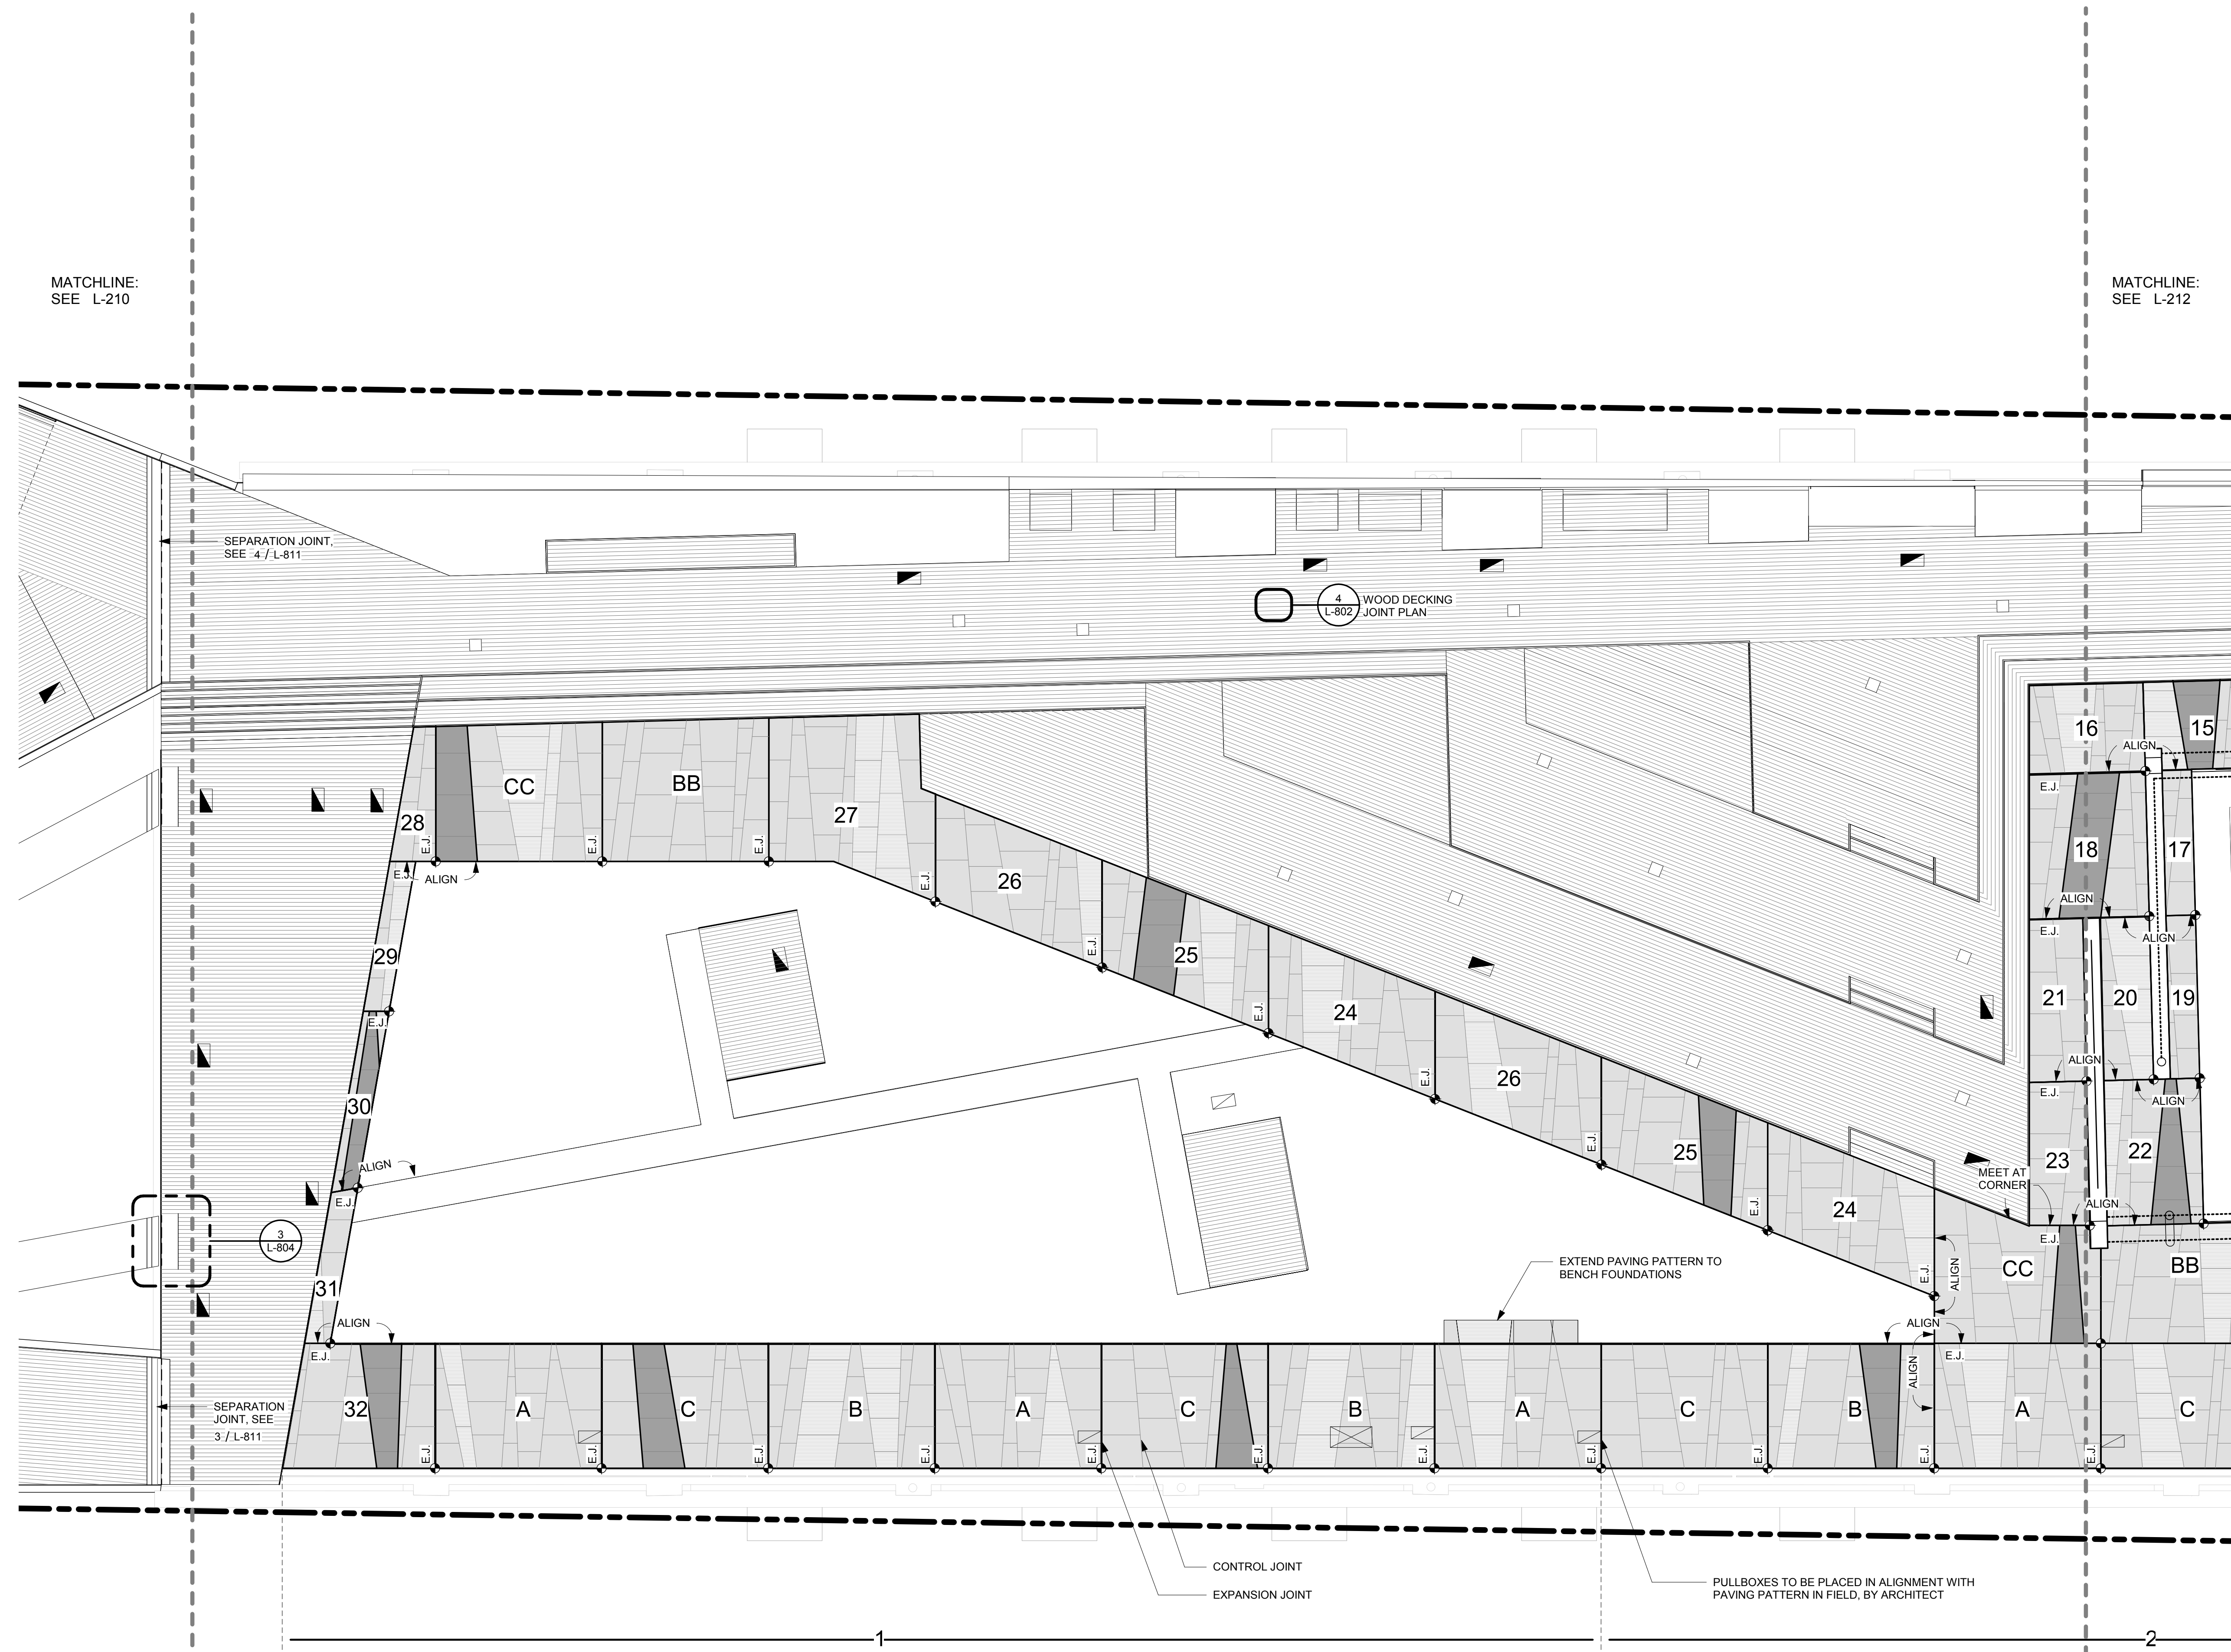 MATCHLINE:
SEE L-210
MATCHLINE:
SEE L-212
SEPARATION JOINT,
SEE 4 / L-811
4
L-802
WOOD DECKING
JOINT PLAN
16
15
ALIGN
E.J.
CC
BB
27
28
E.J.
E.J.
E.J.
E.J.
ALIGN
18
17
26
E.J.
ALIGN
E.J.
ALIGN
29
25
E.J.
21
20
19
24
E.J.
E.J.
ALIGN
26
E.J.
E.J.
ALIGN
30
25
E.J.
ALIGN
E.J.
23
22
MEET AT
CORNER
24
E.J.
ALIGN
E.J.
3
L-804
31
EXTEND PAVING PATTERN TO
BENCH FOUNDATIONS
E.J.
ALIGN
CC
BB
ALIGN
E.J.
ALIGN
E.J.
ALIGN
SEPARATION
JOINT, SEE
3 / L-811
32
A
C
B
A
C
B
A
C
B
A
C
E.J.
E.J.
E.J.
E.J.
E.J.
E.J.
E.J.
E.J.
E.J.
E.J.
E.J.
CONTROL JOINT
EXPANSION JOINT
PULLBOXES TO BE PLACED IN ALIGNMENT WITH
PAVING PATTERN IN FIELD, BY ARCHITECT
1
2